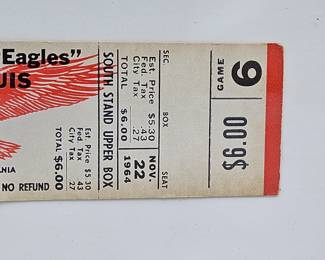 Eagles"
UIS
Est. Price $5.30
Fed. Tax .43
City Tax .27
TOTAL $6.00
NIA
NO REFUND
SOUTH STAND UPPER BOX
SEC. BOX SEAT
Est. Price $5.30
Fed. Tax .43
City Tax .27
TOTAL $6.00
NOV.
22
1964
GAME
6
$6.00